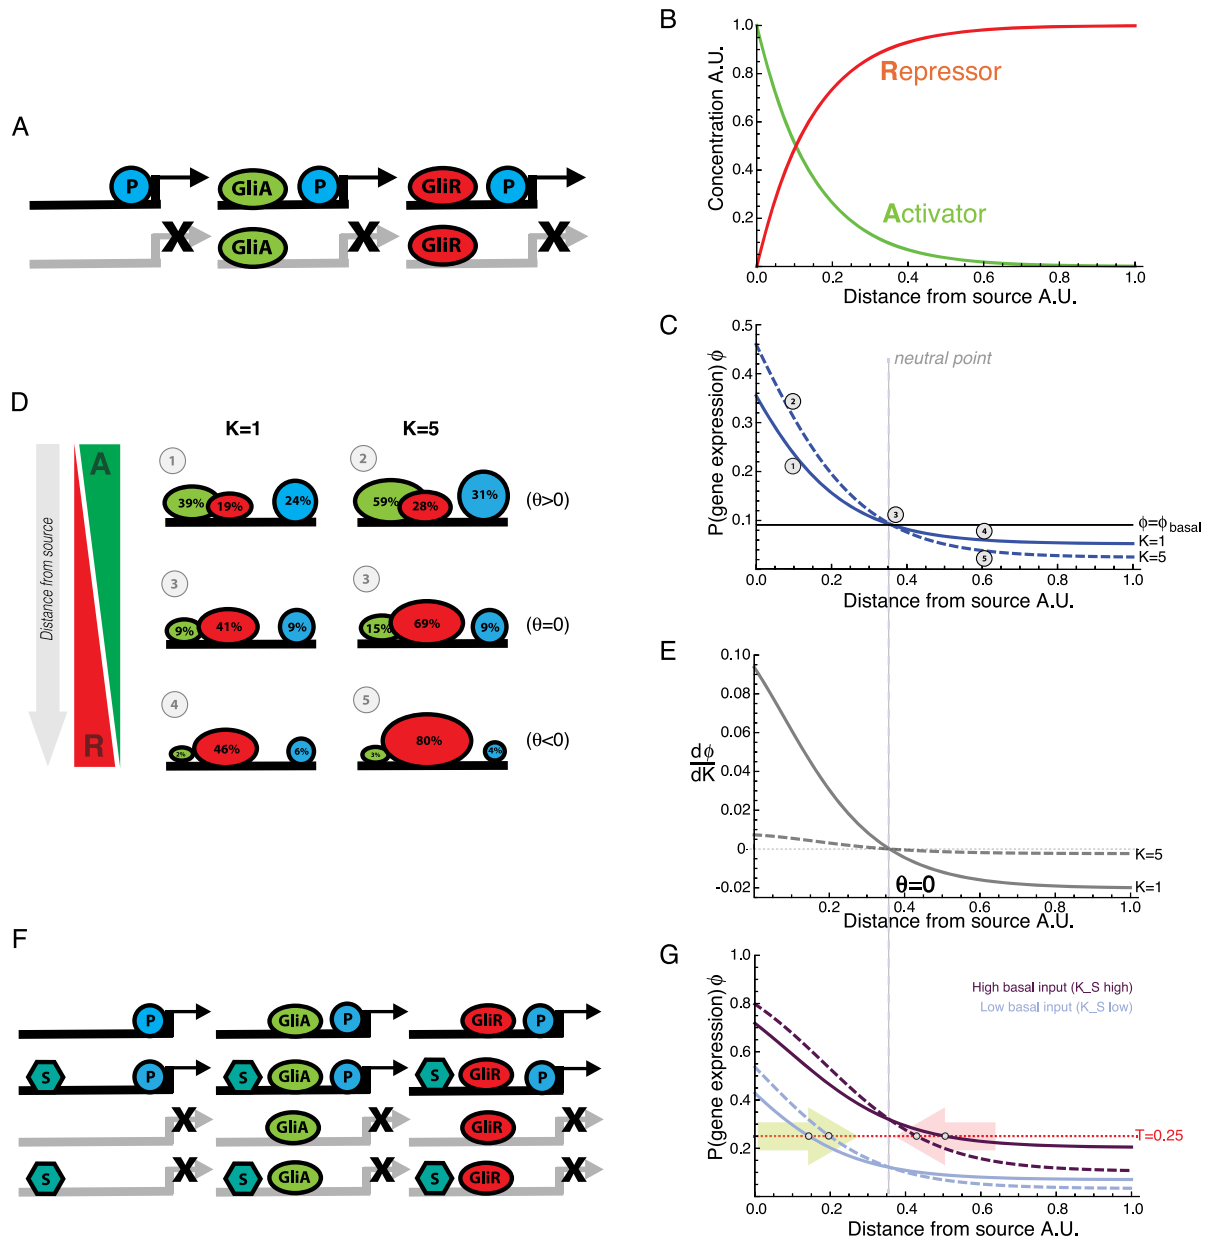 A
P
GliA P
GliR P
X
GliA X
GliR X
B
Concentration A.U.
1.0
0.8
0.6
0.4
0.2
Repressor
Activator
0.0 0.2 0.4 0.6 0.8 1.0
Distance from source A.U.
C
P(gene expression) ϕ
0.5
0.4
0.3
0.2
0.1
0.0
neutral point
2
1
3
4
5
ϕ=ϕbasal
K=1
K=5
0.0 0.2 0.4 0.6 0.8 1.0
Distance from source A.U.
D
Distance from source
A
R
K=1 K=5
1 2
39% 19% 24% 59% 28% 31% (θ>0)
3 3
9% 41% 9% 15% 69% 9% (θ=0)
4 5
2% 46% 6% 3% 80% 4% (θ<0)
E
dϕ
dK
0.10
0.08
0.06
0.04
0.02
0
-0.02
K=5
K=1
θ=0
0.2 0.4 0.6 0.8 1.0
Distance from source A.U.
F
P GliA P GliR P
S P S GliA P S GliR P
X GliA X GliR X
S X S GliA X S GliR X
G
P(gene expression) ϕ
1.0
0.8
0.6
0.4
0.2
0.0
High basal input (K_S high)
Low basal input (K_S low)
T=0.25
0.0 0.2 0.4 0.6 0.8 1.0
Distance from source A.U.